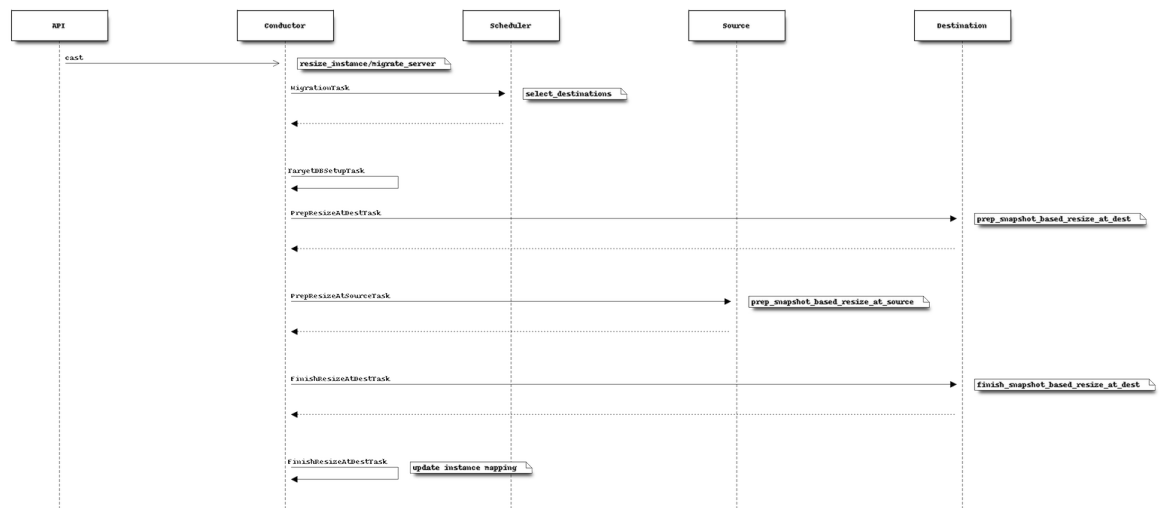 API
Conductor
Scheduler
Source
Destination
cast
resize_instance/migrate_server
MigrationTask
select_destinations
TargetDBSetupTask
PrepResizeAtDestTask
prep_snapshot_based_resize_at_dest
PrepResizeAtSourceTask
prep_snapshot_based_resize_at_source
FinishResizeAtDestTask
finish_snapshot_based_resize_at_dest
FinishResizeAtDestTask
update instance mapping